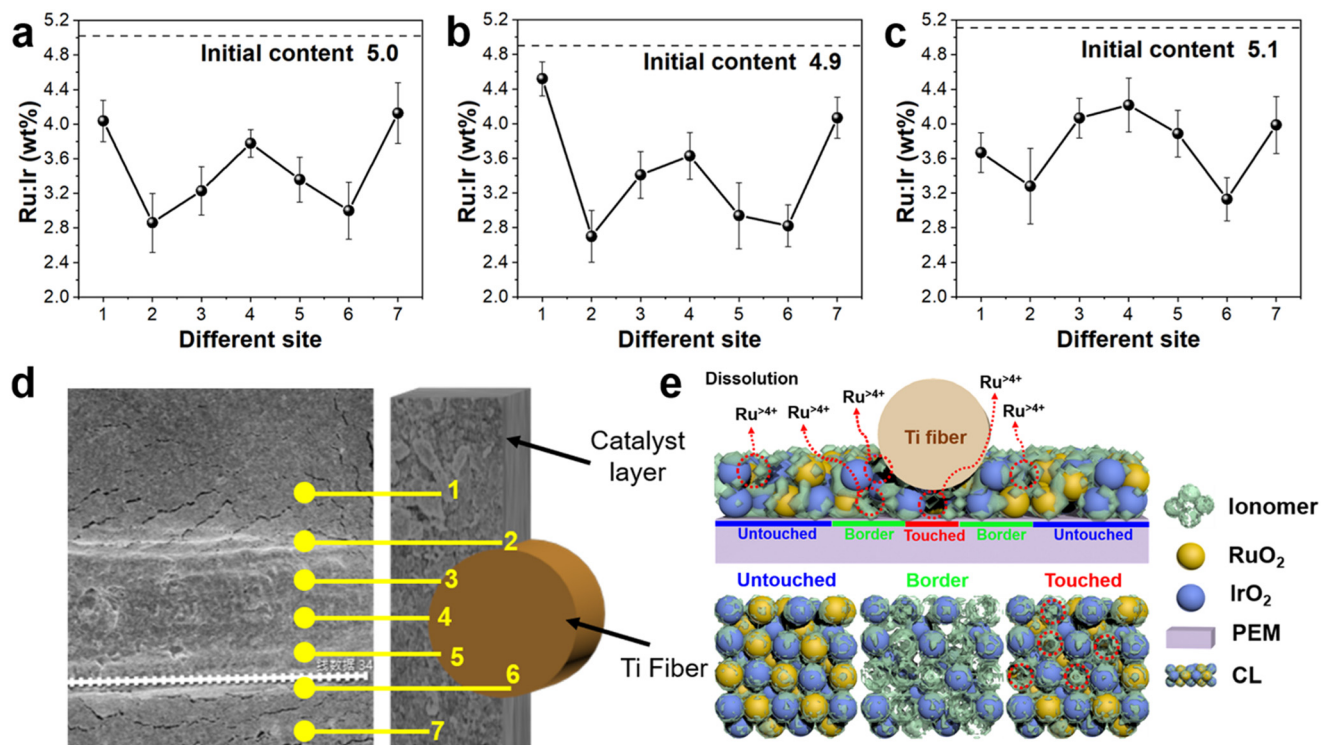 a
5.2
4.8
4.4
4.0
3.6
3.2
2.8
2.4
2.0
Ru:Ir (wt%)
Initial content 5.0
1 2 3 4 5 6 7
Different site
b
5.2
4.8
4.4
4.0
3.6
3.2
2.8
2.4
2.0
Ru:Ir (wt%)
Initial content 4.9
1 2 3 4 5 6 7
Different site
c
5.2
4.8
4.4
4.0
3.6
3.2
2.8
2.4
2.0
Ru:Ir (wt%)
Initial content 5.1
1 2 3 4 5 6 7
Different site
d
1
2
3
4
5
6
7
线数据 34
Catalyst
layer
Ti Fiber
e
Dissolution
Ru>4+
Ru>4+
Ru>4+
Ru>4+
Ru>4+
Ti fiber
Untouched Border Touched Border Untouched
Untouched Border Touched
Ionomer
RuO2
IrO2
PEM
CL